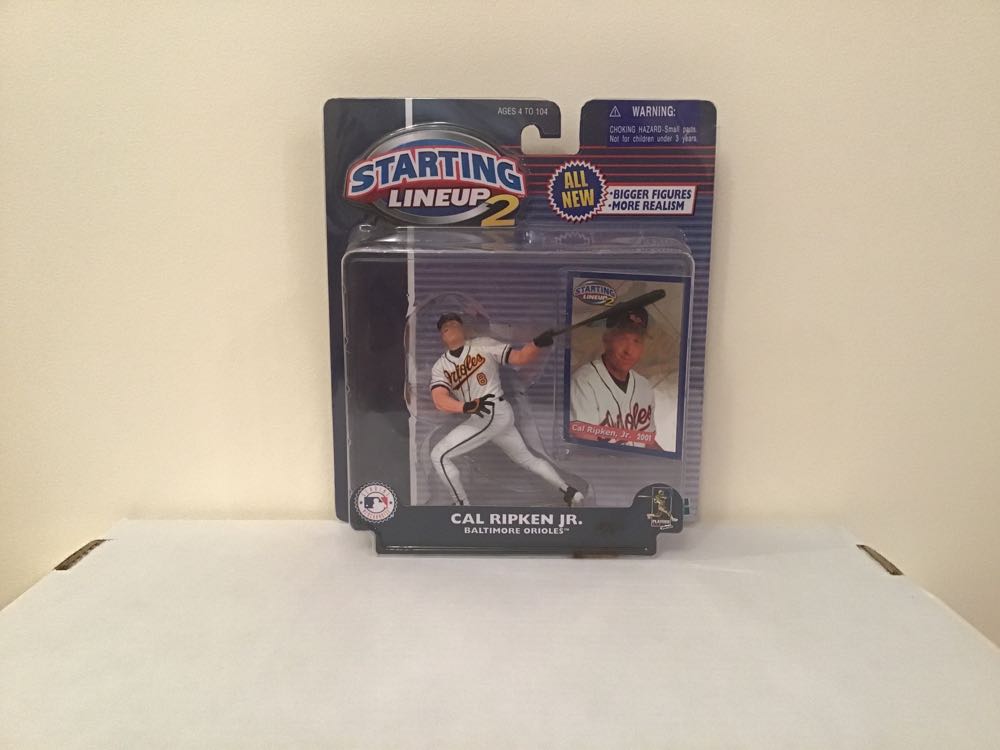 AGES 4 TO 104
WARNING:
CHOKING HAZARD-Small parts.
Not for children under 3 years.
STARTING
LINEUP 2
ALL
NEW
•BIGGER FIGURES
•MORE REALISM
STARTING
LINEUP 2
Orioles
8
Orioles
Cal Ripken, Jr. 2001
CAL RIPKEN JR.
BALTIMORE ORIOLES™
PLAYERS